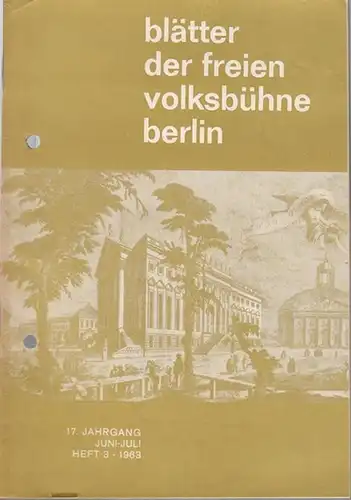 blätter
der freien
volksbühne
berlin
17. JAHRGANG
JUNI-JULI
HEFT 3 - 1963